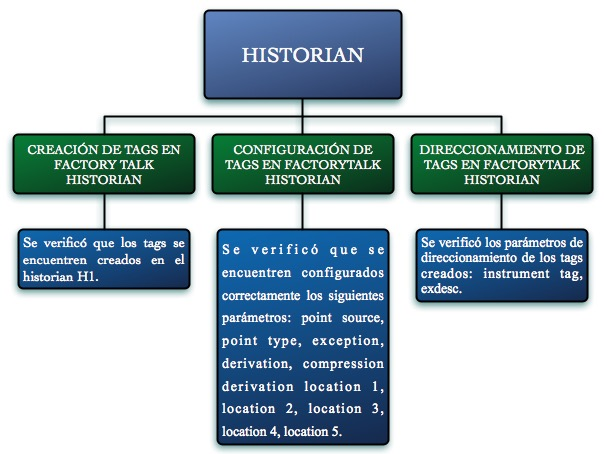 HISTORIAN
CREACIÓN DE TAGS EN
FACTORY TALK
HISTORIAN
CONFIGURACIÓN DE
TAGS EN FACTORYTALK
HISTORIAN
DIRECCIONAMIENTO DE
TAGS EN FACTORYTALK
HISTORIAN
Se verificó que los tags se
encuentren creados en el
historian H1.
Se verificó que se
encuentren configurados
correctamente los siguientes
parámetros: point source,
point type, exception,
derivation, compression
derivation location 1,
location 2, location 3,
location 4, location 5.
Se verificó los parámetros de
direccionamiento de los tags
creados: instrument tag,
exdesc.